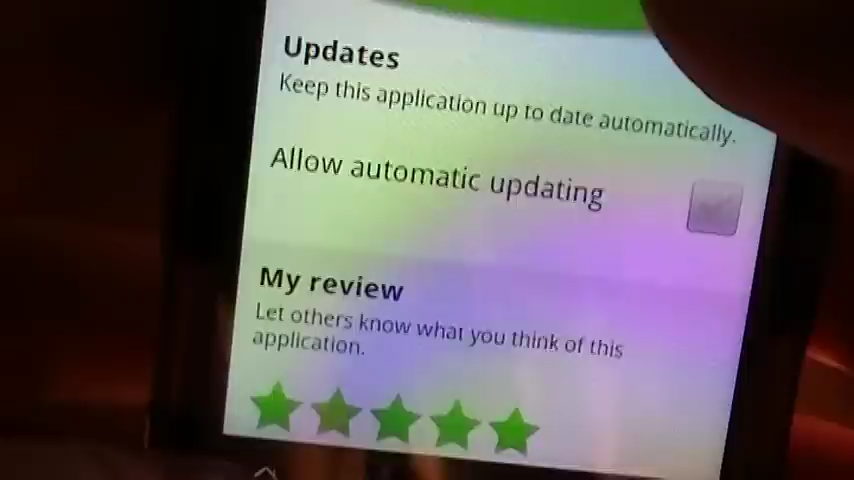 Updates
Keep this application up to date automatically.
Allow automatic updating
My review
Let others know what you think of this
application.